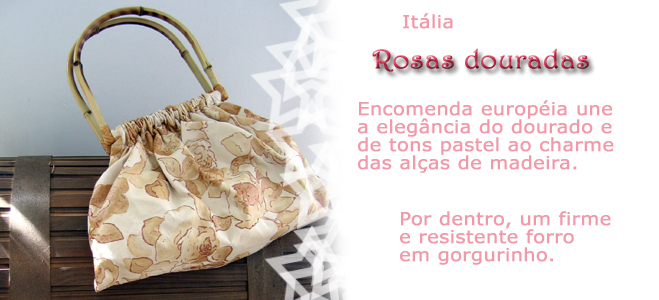 Itália
Rosas douradas
Encomenda européia une
a elegância do dourado e
de tons pastel ao charme
das alças de madeira.
Por dentro, um firme
e resistente forro
em gorgurinho.